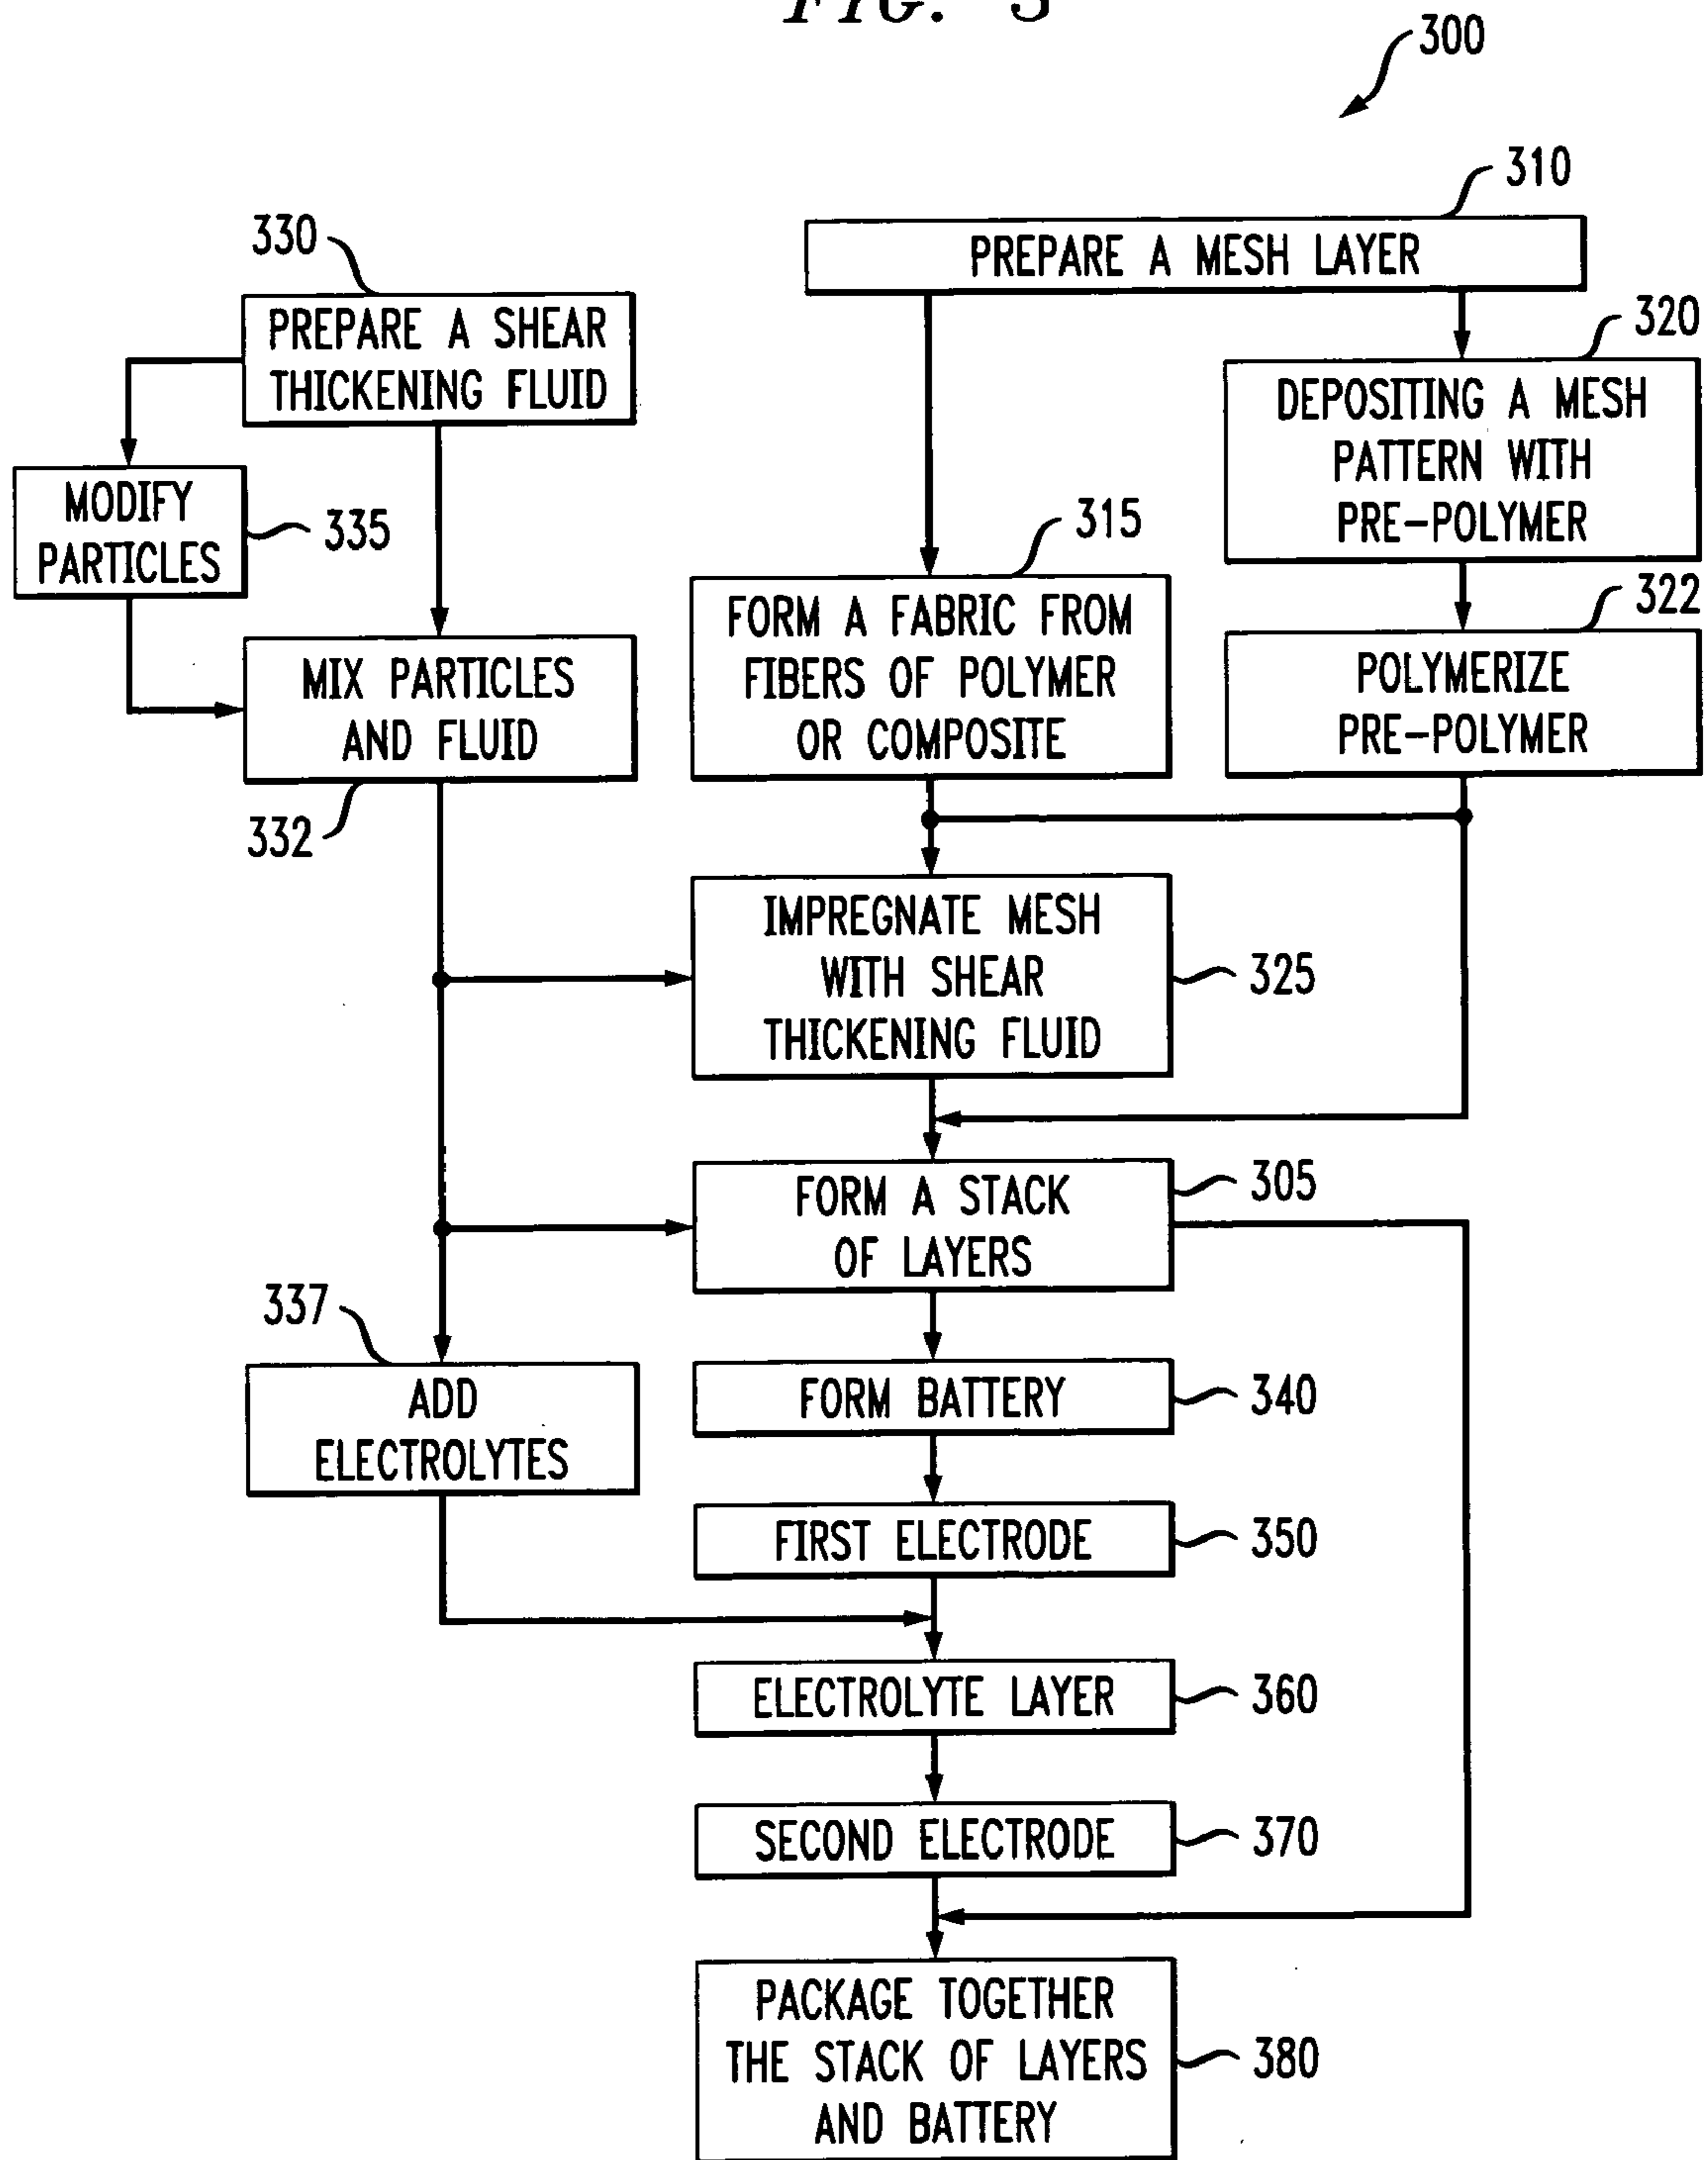 FIG. 3
300
310
PREPARE A MESH LAYER
330
PREPARE A SHEAR
THICKENING FLUID
320
DEPOSITING A MESH
PATTERN WITH
PRE-POLYMER
MODIFY
PARTICLES
335
315
FORM A FABRIC FROM
FIBERS OF POLYMER
OR COMPOSITE
322
POLYMERIZE
PRE-POLYMER
MIX PARTICLES
AND FLUID
332
IMPREGNATE MESH
WITH SHEAR
THICKENING FLUID
325
FORM A STACK
OF LAYERS
305
337
ADD
ELECTROLYTES
FORM BATTERY
340
FIRST ELECTRODE
350
ELECTROLYTE LAYER
360
SECOND ELECTRODE
370
PACKAGE TOGETHER
THE STACK OF LAYERS
AND BATTERY
380